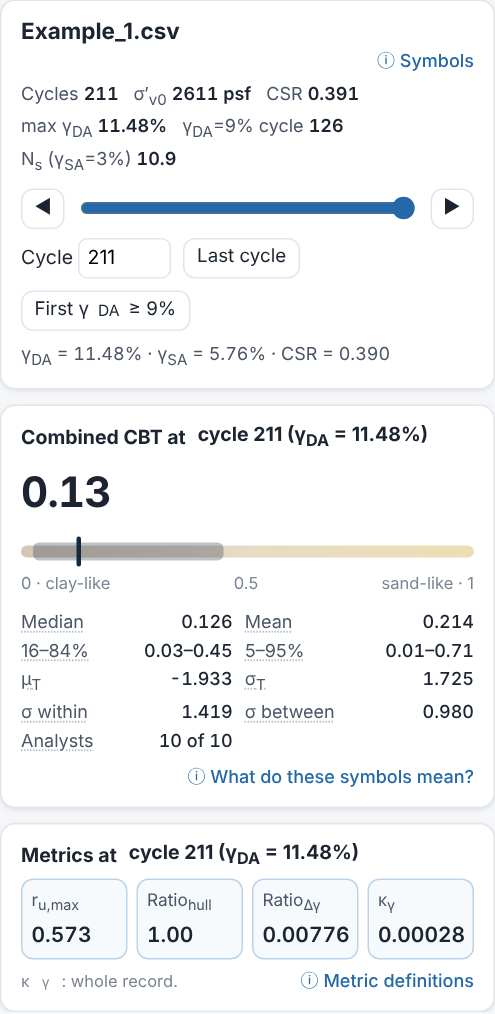 Example_1.csv
ⓘ Symbols
Cycles 211 σ′v0 2611 psf CSR 0.391
max γDA 11.48% γDA=9% cycle 126
Ns (γSA=3%) 10.9
◀ ▶
Cycle 211 Last cycle
First γ DA ≥ 9%
γDA = 11.48% · γSA = 5.76% · CSR = 0.390
Combined CBT at cycle 211 (γDA = 11.48%)
0.13
0 · clay-like 0.5 sand-like · 1
Median 0.126 Mean 0.214
16–84% 0.03–0.45 5–95% 0.01–0.71
μT -1.933 σT 1.725
σ within 1.419 σ between 0.980
Analysts 10 of 10
ⓘ What do these symbols mean?
Metrics at cycle 211 (γDA = 11.48%)
ru,max Ratiohull RatioΔγ κγ
0.573 1.00 0.00776 0.00028
κ γ : whole record. ⓘ Metric definitions